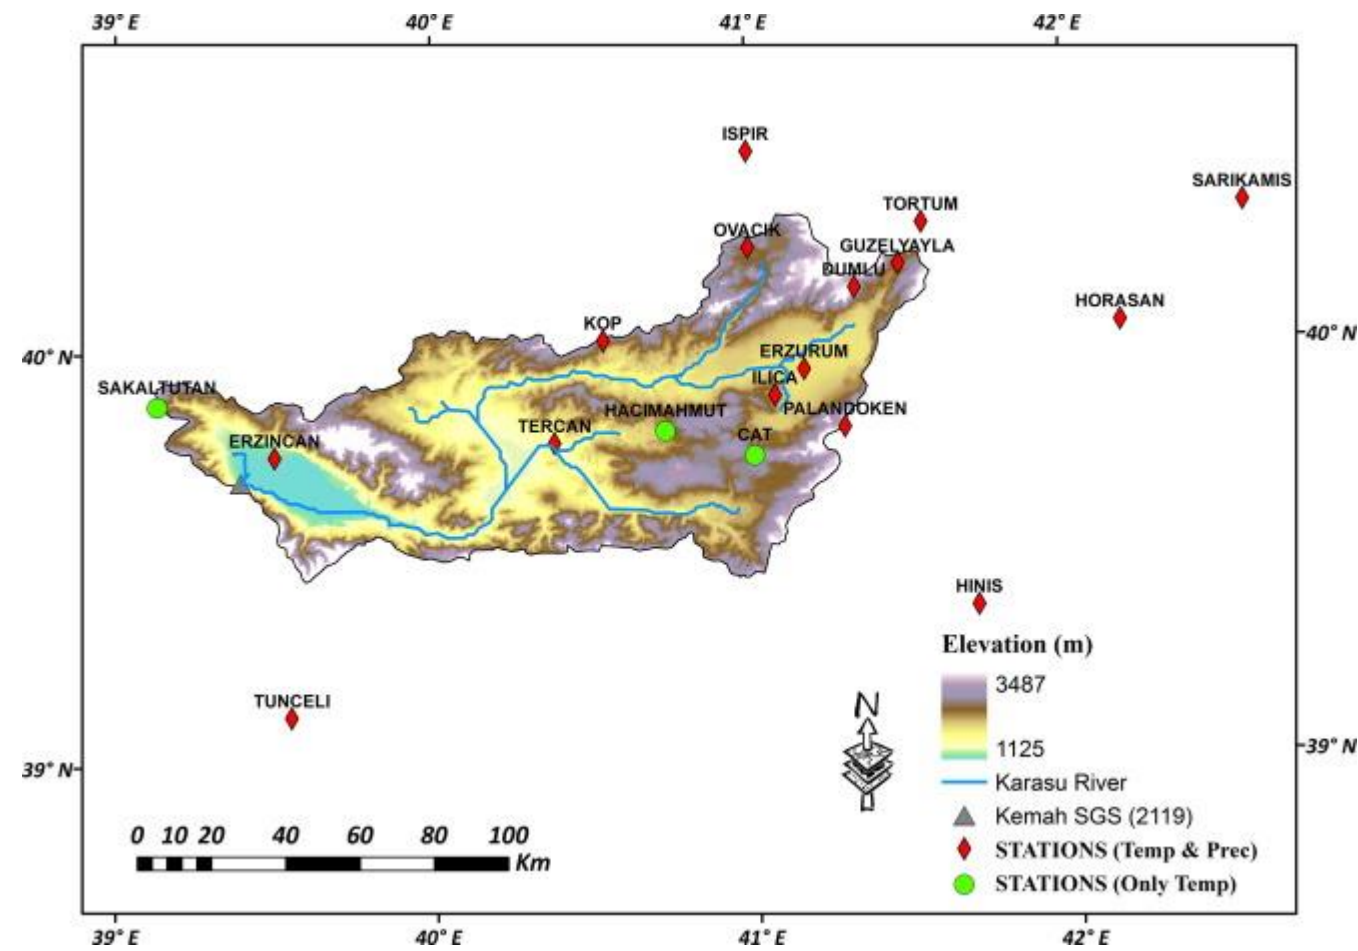 39° E 40° E 41° E 42° E
ISPIR
SARIKAMIS
TORTUM
OVACIK
GUZELYAYLA
DUMLU
HORASAN
KOP
40° N
ERZURUM
40° N
ILICA
SAKALTUTAN
HACIMAHMUT
PALANDOKEN
TERCAN
CAT
ERZINCAN
HINIS
TUNCELI
39° N
39° N
N
Elevation (m)
3487
1125
Karasu River
Kemah SGS (2119)
STATIONS (Temp & Prec)
STATIONS (Only Temp)
0 10 20 40 60 80 100
Km
39° E 40° E 41° E 42° E